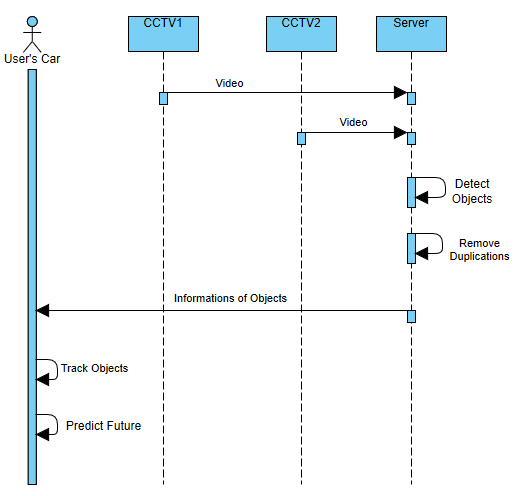 CCTV1
CCTV2
Server
User's Car
Video
Video
Detect
Objects
Remove
Duplications
Informations of Objects
Track Objects
Predict Future